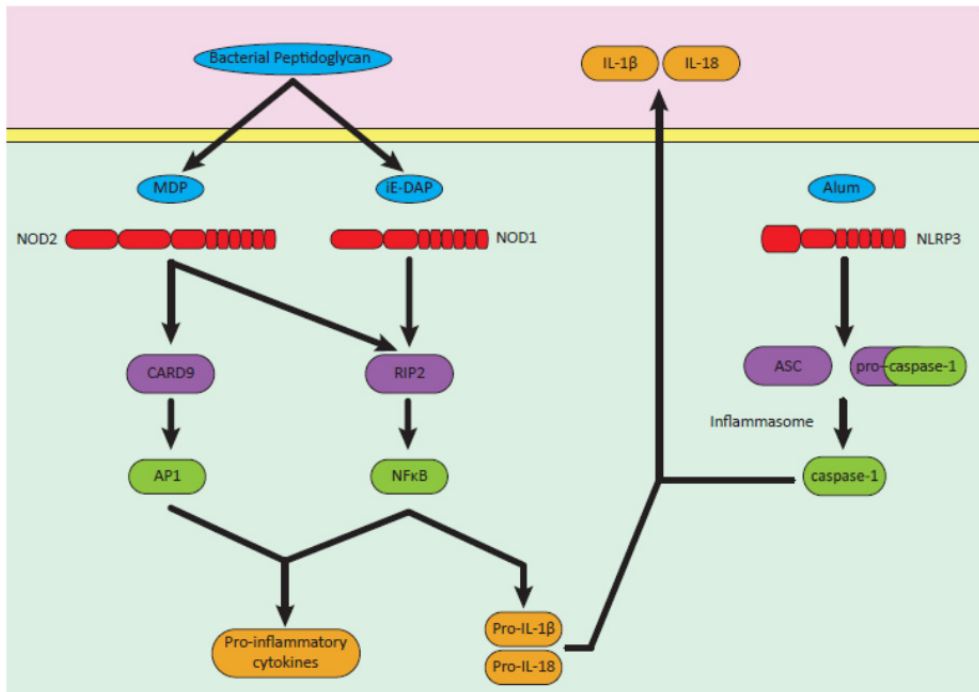 Bacterial Peptidoglycan
IL-1β
IL-18
MDP
iE-DAP
Alum
NOD2
NOD1
NLRP3
CARD9
RIP2
ASC
pro-caspase-1
Inflammasome
AP1
NFκB
caspase-1
Pro-inflammatory
cytokines
Pro-IL-1β
Pro-IL-18